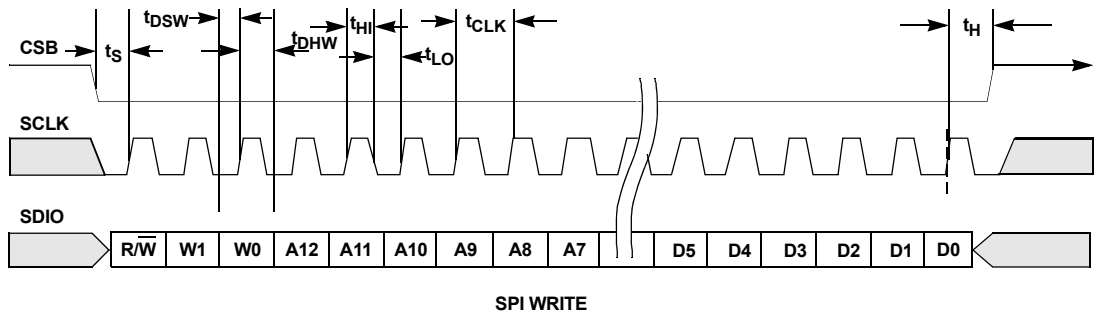 tDSW
tHI
tCLK
tH
CSB
tS
tDHW
tLO
SCLK
SDIO
R/W̅ W1 W0 A12 A11 A10 A9 A8 A7 D5 D4 D3 D2 D1 D0
SPI WRITE